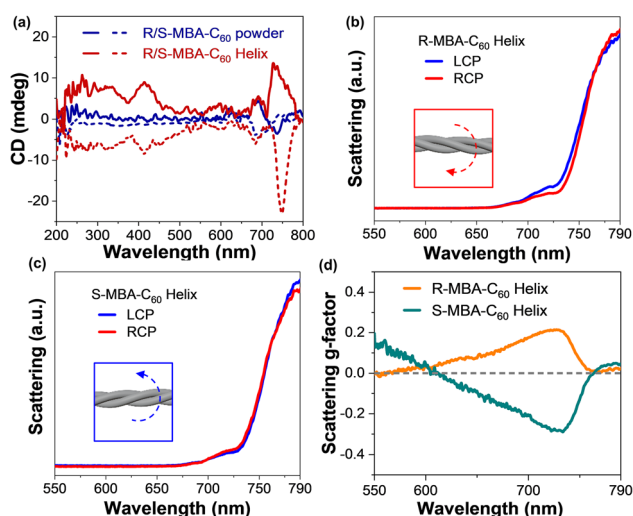 (a)
R/S-MBA-C₆₀ powder
R/S-MBA-C₆₀ Helix
CD (mdeg)
20
10
0
-10
-20
200 300 400 500 600 700 800
Wavelength (nm)
(b)
R-MBA-C₆₀ Helix
LCP
RCP
Scattering (a.u.)
550 600 650 700 750 790
Wavelength (nm)
(c)
S-MBA-C₆₀ Helix
LCP
RCP
Scattering (a.u.)
550 600 650 700 750 790
Wavelength (nm)
(d)
R-MBA-C₆₀ Helix
S-MBA-C₆₀ Helix
Scattering g-factor
0.4
0.2
0.0
-0.2
-0.4
550 600 700 790
Wavelength (nm)